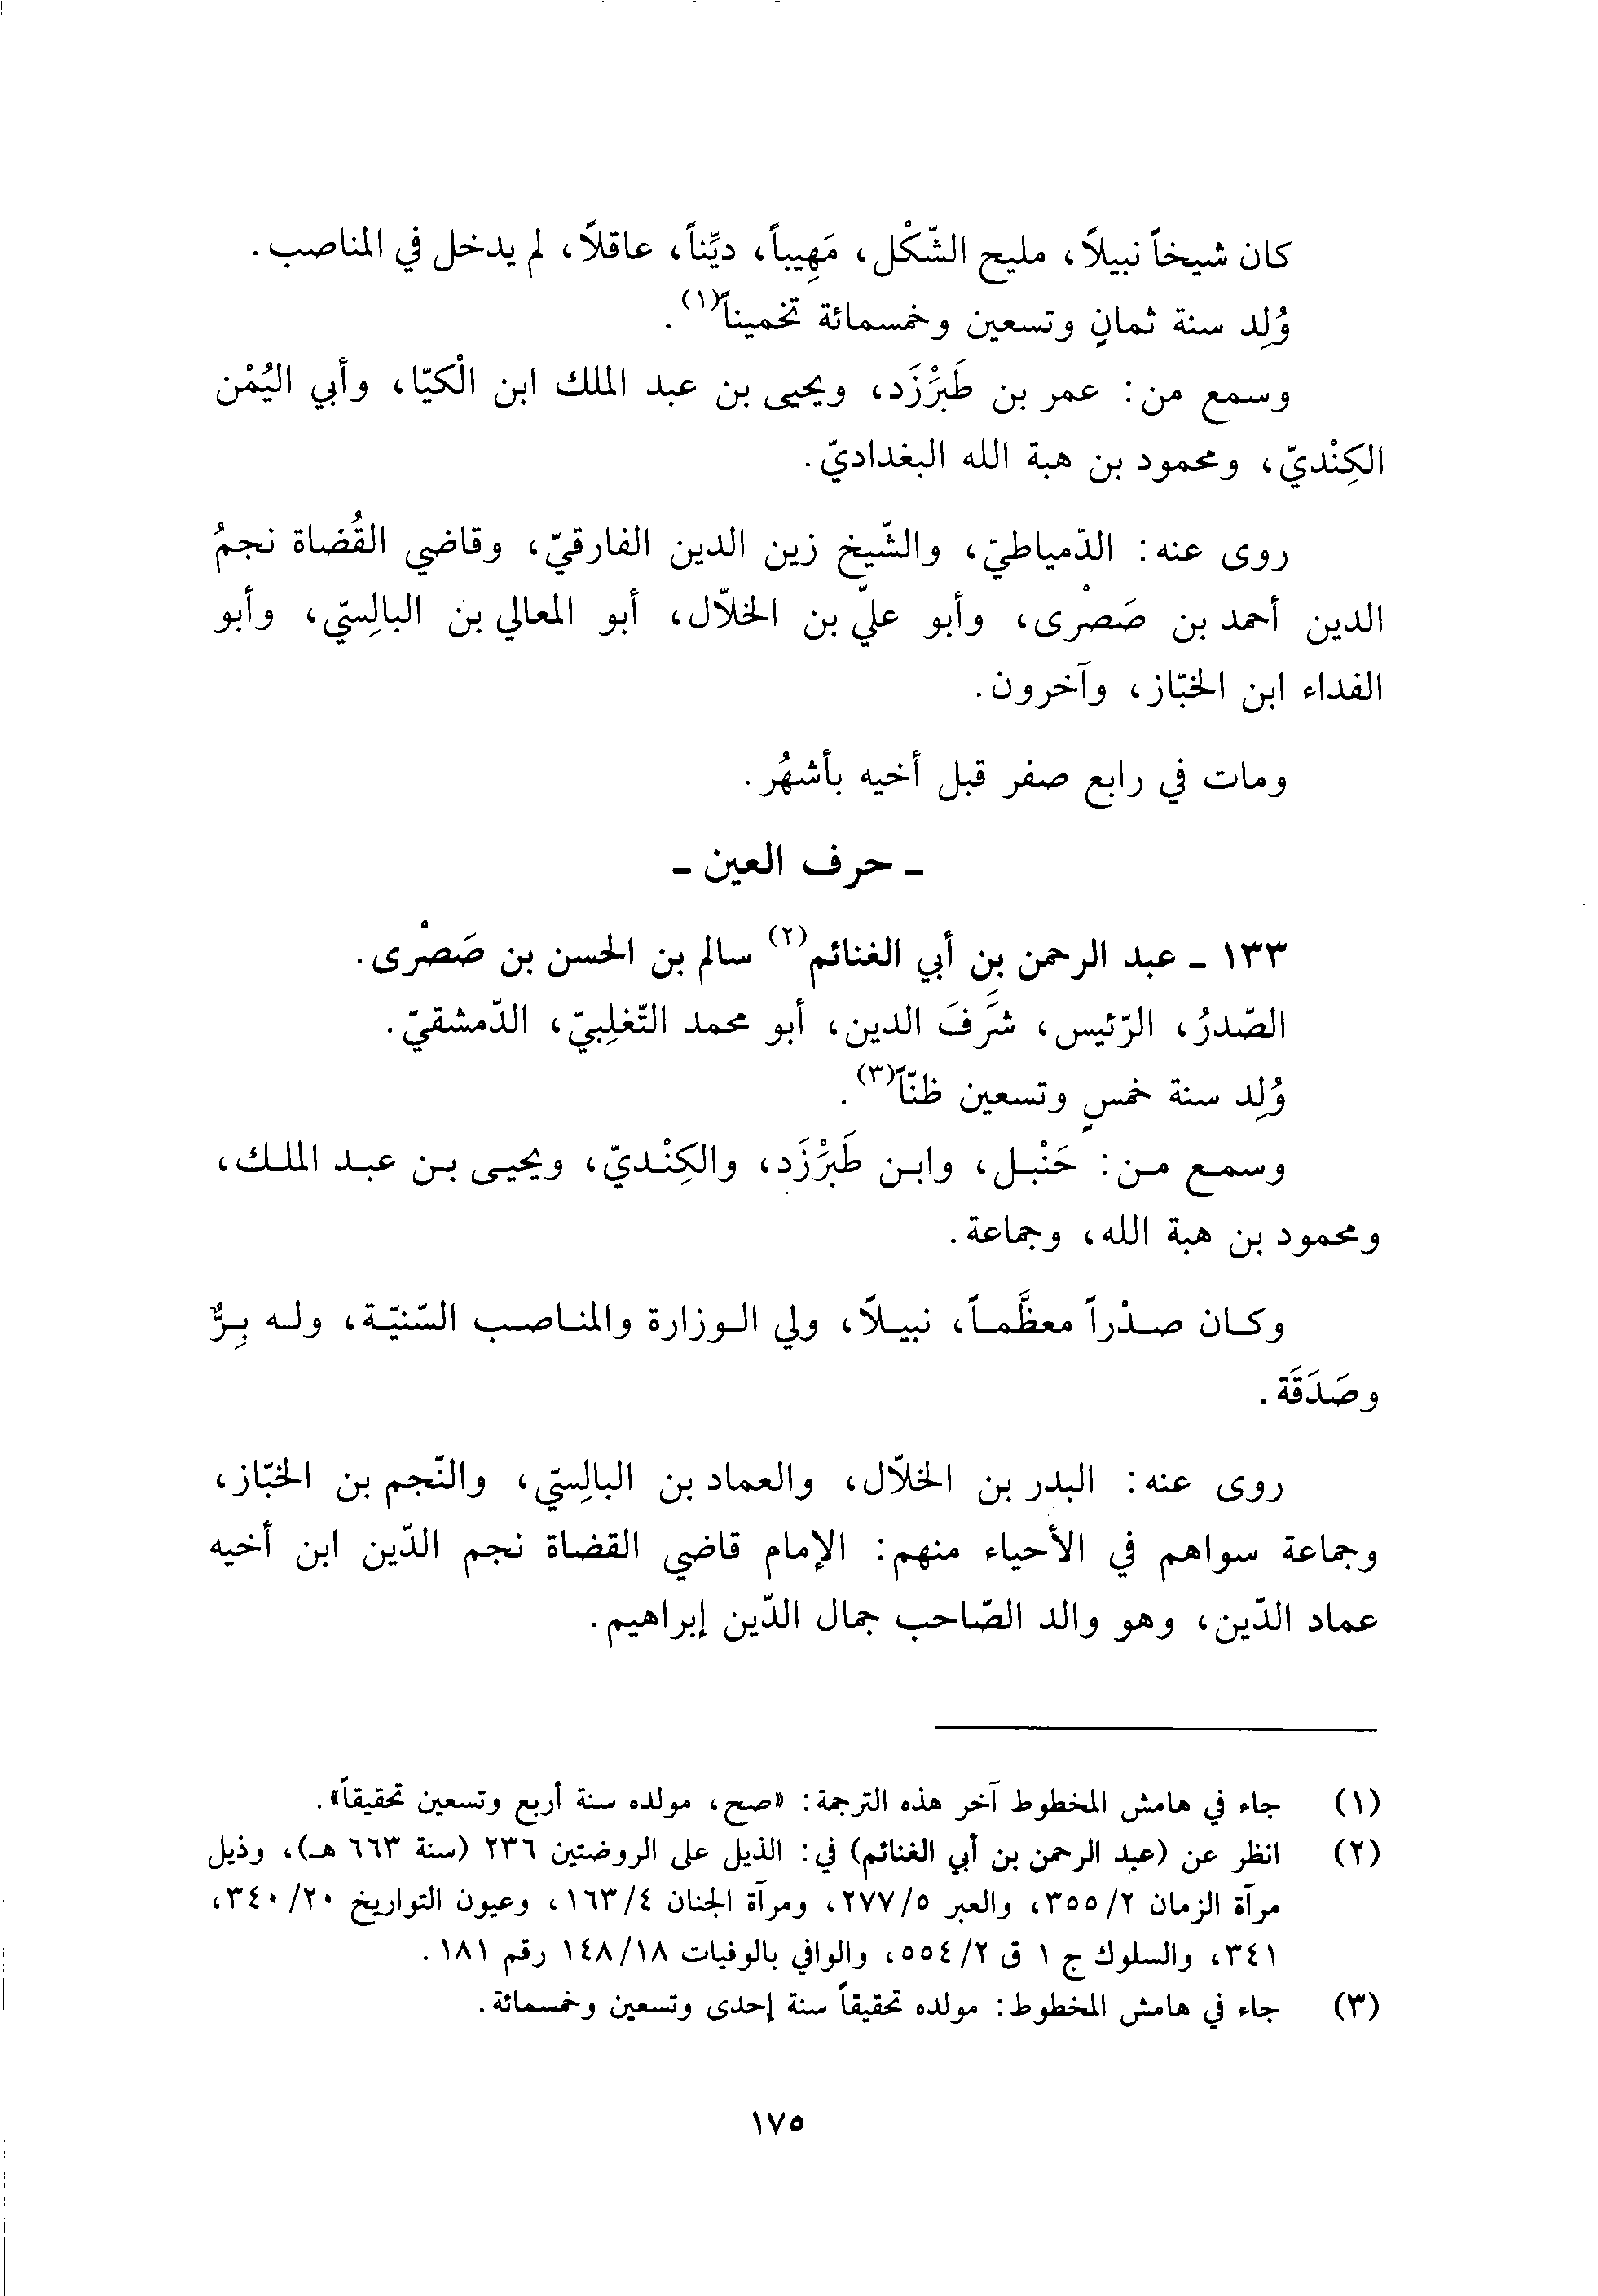 كان شيخاً نبيلاً، مليح الشّكْل، مَهِيباً، ديِّناً، عاقلاً، لم يدخل في المناصب.
وُلِد سنة ثمانٍ وتسعين وخمسمائة تخميناً(١).
وسمع من: عمر بن طَبَرْزَد، ويحيى بن عبد الملك ابن الْكيّا، وأبي اليُمْن
الكِنْديّ، ومحمود بن هبة الله البغداديّ.
روى عنه: الدّمياطيّ، والشّيخ زين الدين الفارقيّ، وقاضي القُضاة نجمُ
الدين أحمد بن صَصْرى، وأبو عليّ بن الخلّال، أبو المعالي بن البالِسيّ، وأبو
الفداء ابن الخبّاز، وآخرون.
ومات في رابع صفر قبل أخيه بأشهُر.
ـ حرف العين ـ
١٣٣ ـ عبد الرحمن بن أبي الغنائم(٢) سالم بن الحسن بن صَصْرى.
الصّدرُ، الرّئيس، شَرَفَ الدين، أبو محمد التّغلِبيّ، الدّمشقيّ.
وُلِد سنة خمسٍ وتسعين ظنّاً(٣).
وسمع من: حَنْبل، وابن طَبَرْزَد، والكِنْديّ، ويحيى بن عبد الملك،
ومحمود بن هبة الله، وجماعة.
وكان صدْراً معظَّماً، نبيلاً، ولي الوزارة والمناصب السّنيّة، وله بِرٌّ
وصَدَقَة.
روى عنه: البدر بن الخلّال، والعماد بن البالِسيّ، والنّجم بن الخبّاز،
وجماعة سواهم في الأحياء منهم: الإمام قاضي القضاة نجم الدّين ابن أخيه
عماد الدّين، وهو والد الصّاحب جمال الدّين إبراهيم.
(١) جاء في هامش المخطوط آخر هذه الترجمة: «صح، مولده سنة أربع وتسعين تحقيقاً».
(٢) انظر عن (عبد الرحمن بن أبي الغنائم) في: الذيل على الروضتين ٢٣٦ (سنة ٦٦٣ هـ)، وذيل
مرآة الزمان ٣٥٥/٢، والعبر ٢٧٧/٥، ومرآة الجنان ١٦٣/٤، وعيون التواريخ ٣٤٠/٢٠،
٣٤١، والسلوك ج ١ ق ٥٥٤/٢، والوافي بالوفيات ١٤٨/١٨ رقم ١٨١.
(٣) جاء في هامش المخطوط: مولده تحقيقاً سنة إحدى وتسعين وخمسمائة.
١٧٥